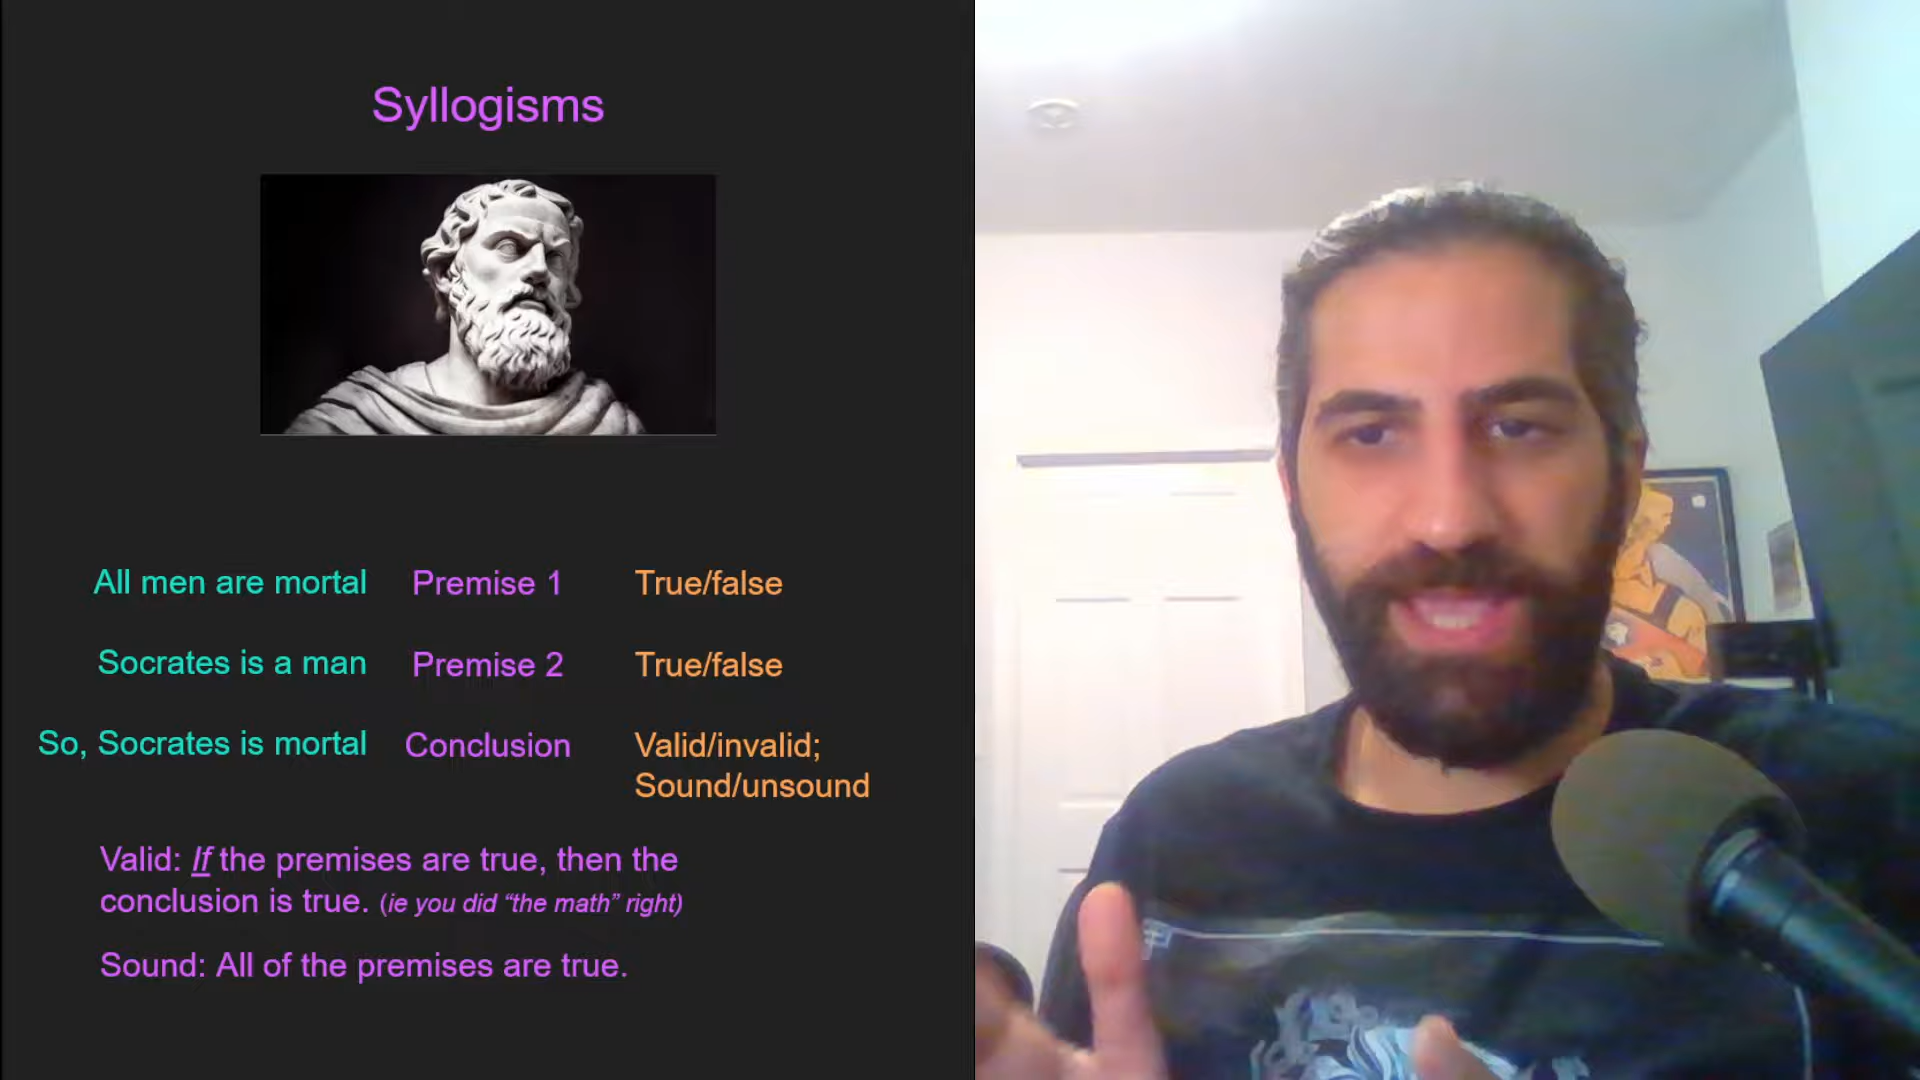 Syllogisms
All men are mortal Premise 1 True/false
Socrates is a man Premise 2 True/false
So, Socrates is mortal Conclusion Valid/invalid;
Sound/unsound
Valid: If the premises are true, then the
conclusion is true. (ie you did “the math” right)
Sound: All of the premises are true.